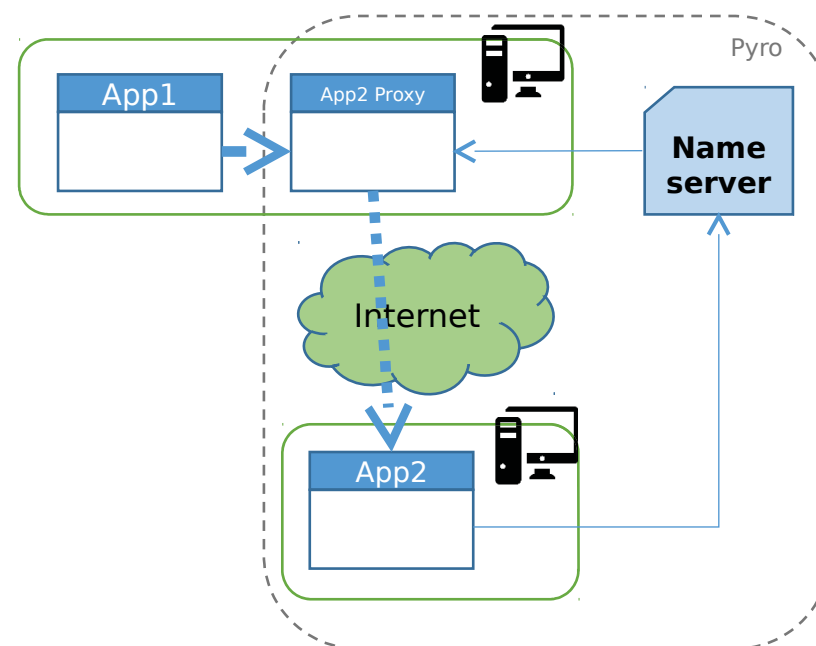 Pyro
App1
App2 Proxy
Name
server
Internet
App2